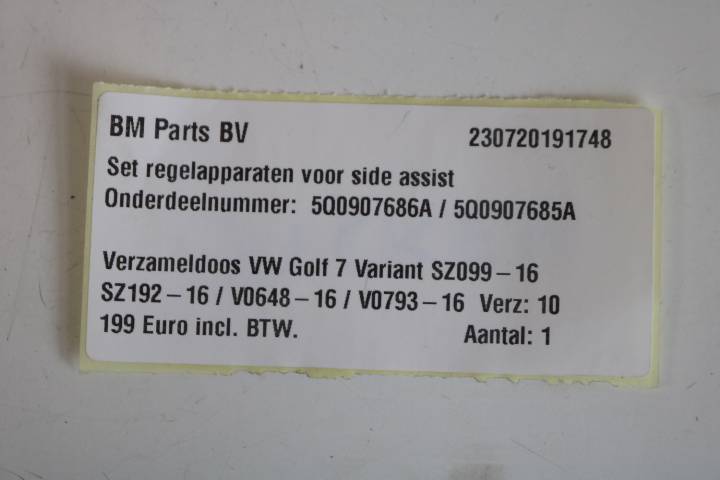 BM Parts BV 230720191748
Set regelapparaten voor side assist
Onderdeelnummer: 5Q0907686A / 5Q0907685A
Verzameldoos VW Golf 7 Variant SZ099 – 16
SZ192 – 16 / V0648 – 16 / V0793 – 16 Verz: 10
199 Euro incl. BTW. Aantal: 1